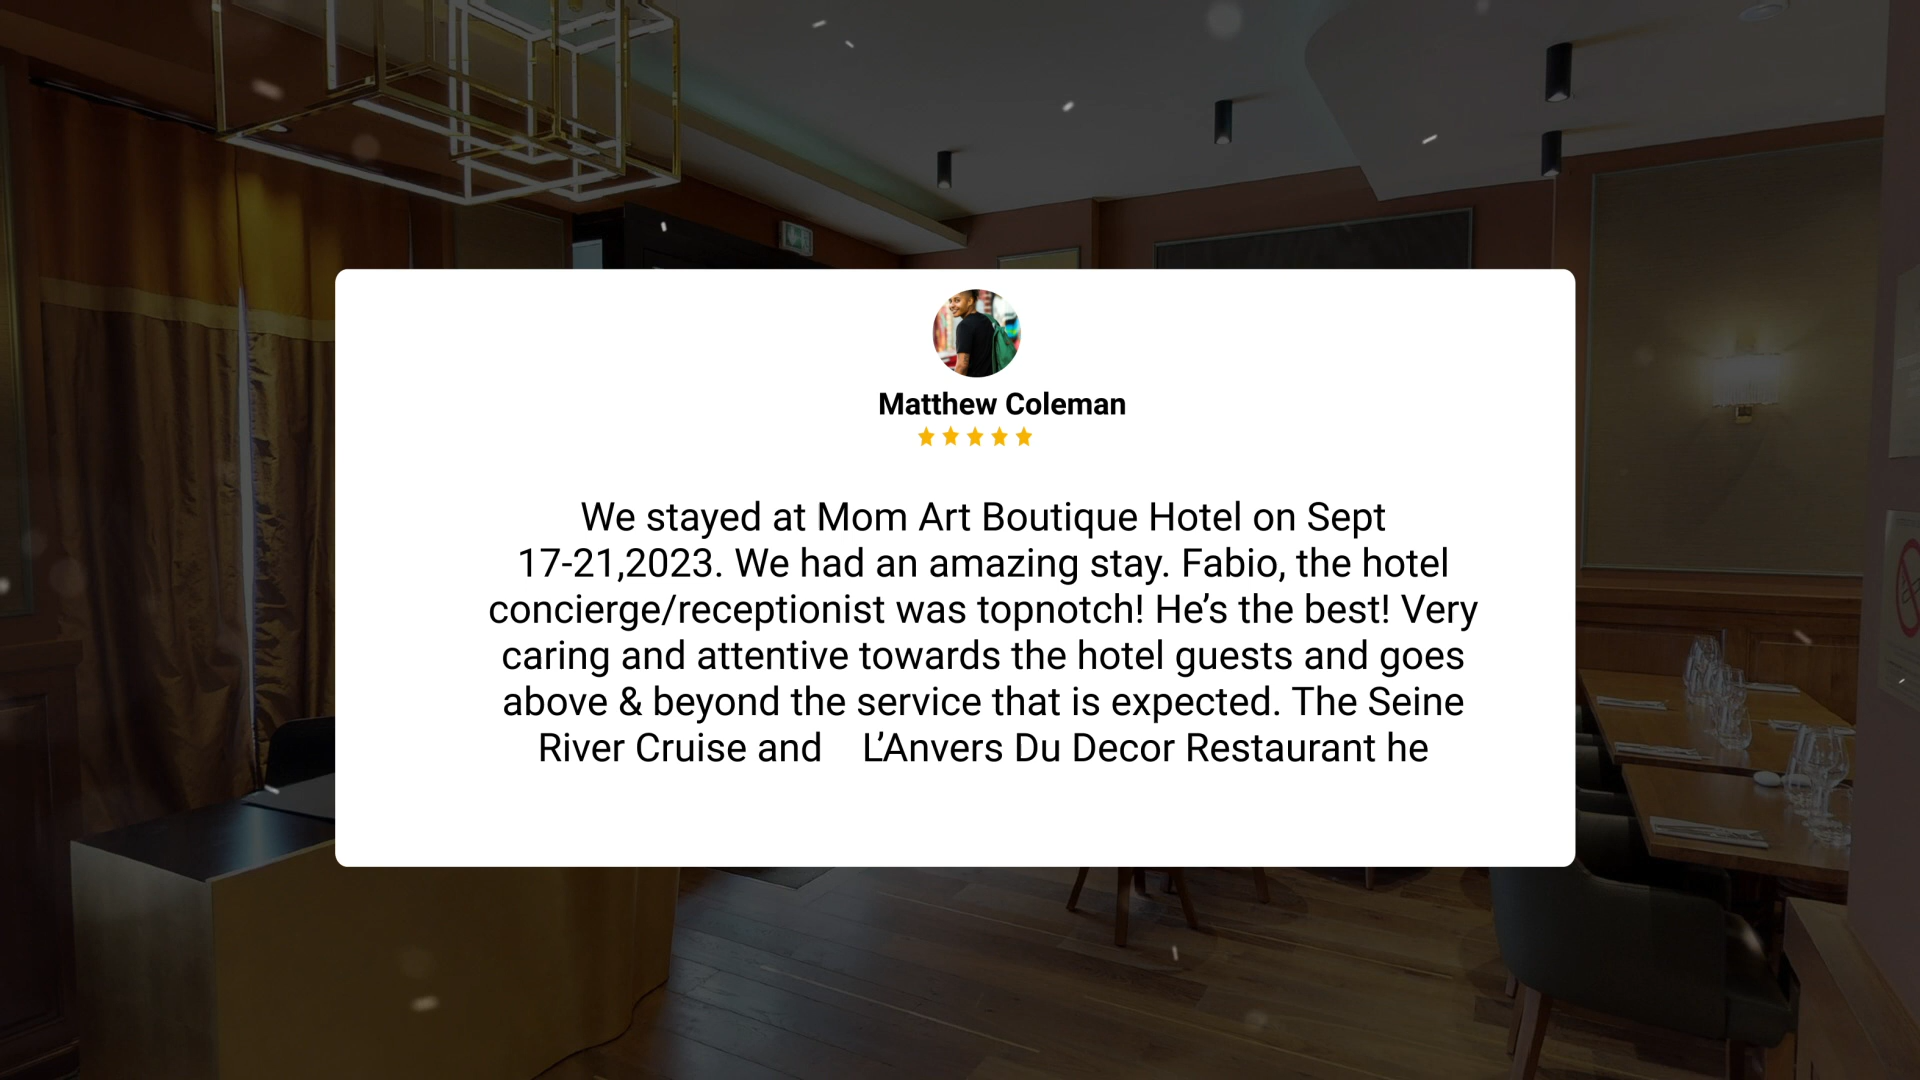 Matthew Coleman
We stayed at Mom Art Boutique Hotel on Sept
17-21,2023. We had an amazing stay. Fabio, the hotel
concierge/receptionist was topnotch! He’s the best! Very
caring and attentive towards the hotel guests and goes
above & beyond the service that is expected. The Seine
River Cruise and    L’Anvers Du Decor Restaurant he